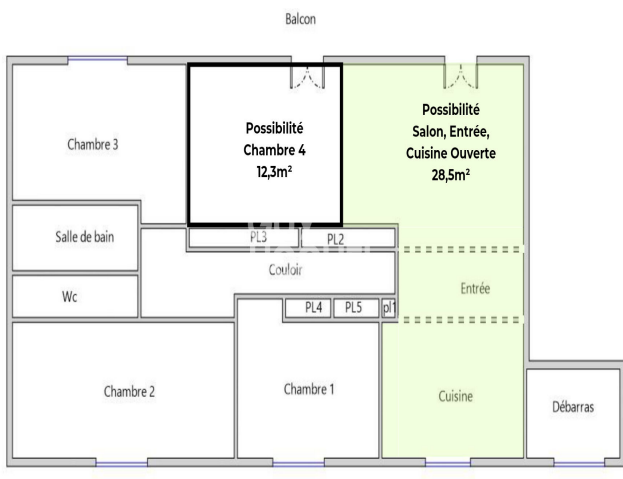 Balcon
Possibilité
Chambre 4
12,3m²
Possibilité
Salon, Entrée,
Cuisine Ouverte
28,5m²
Chambre 3
Salle de bain
PL3
PL2
Couloir
Entrée
Wc
PL4
PL5
pl1
Chambre 2
Chambre 1
Cuisine
Débarras